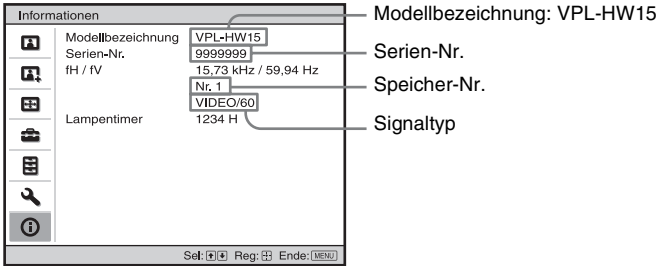 Informationen
Modellbezeichnung VPL-HW15
Serien-Nr. 9999999
fH / fV 15,73 kHz / 59,94 Hz
Nr. 1
VIDEO/60
Lampentimer 1234 H
Sel: Reg: Ende: MENU
Modellbezeichnung: VPL-HW15
Serien-Nr.
Speicher-Nr.
Signaltyp